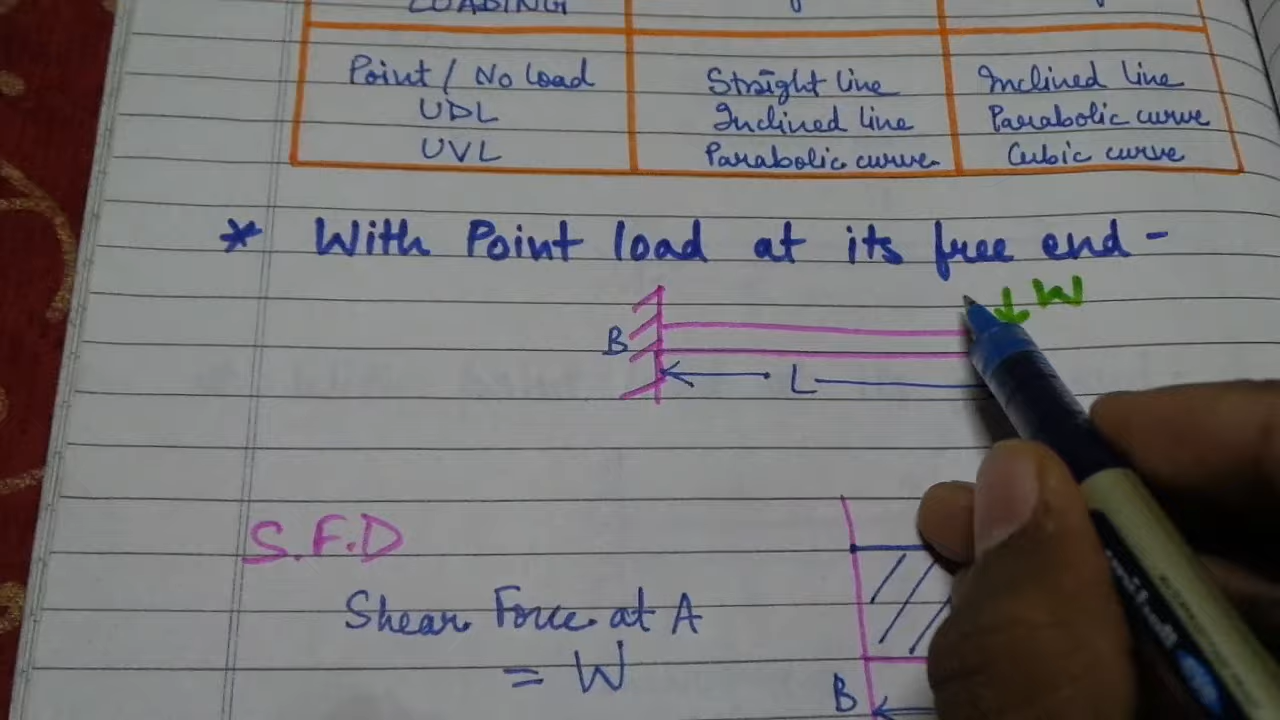 LOADING
Point / No load Straight line Inclined line
UDL Inclined line Parabolic curve
UVL Parabolic curve Cubic curve
* With Point load at its free end -
W
B
L
S.F.D
Shear Force at A
= W
B